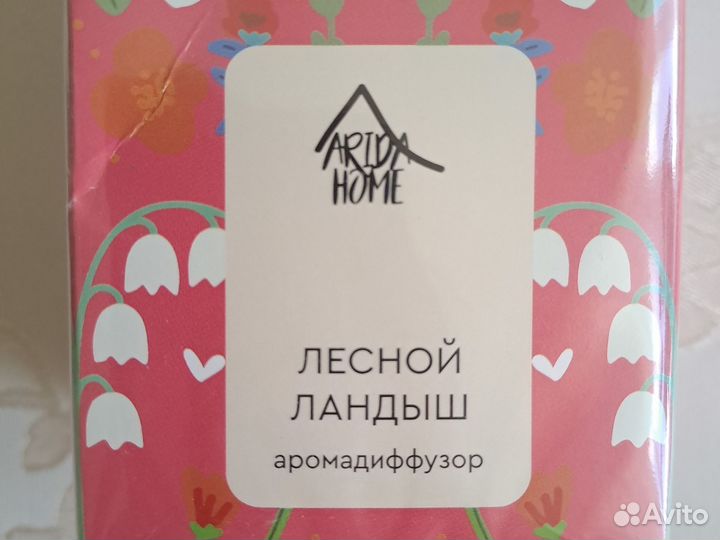 ARIDA
HOME
ЛЕСНОЙ
ЛАНДЫШ
аромадиффузор
Avito